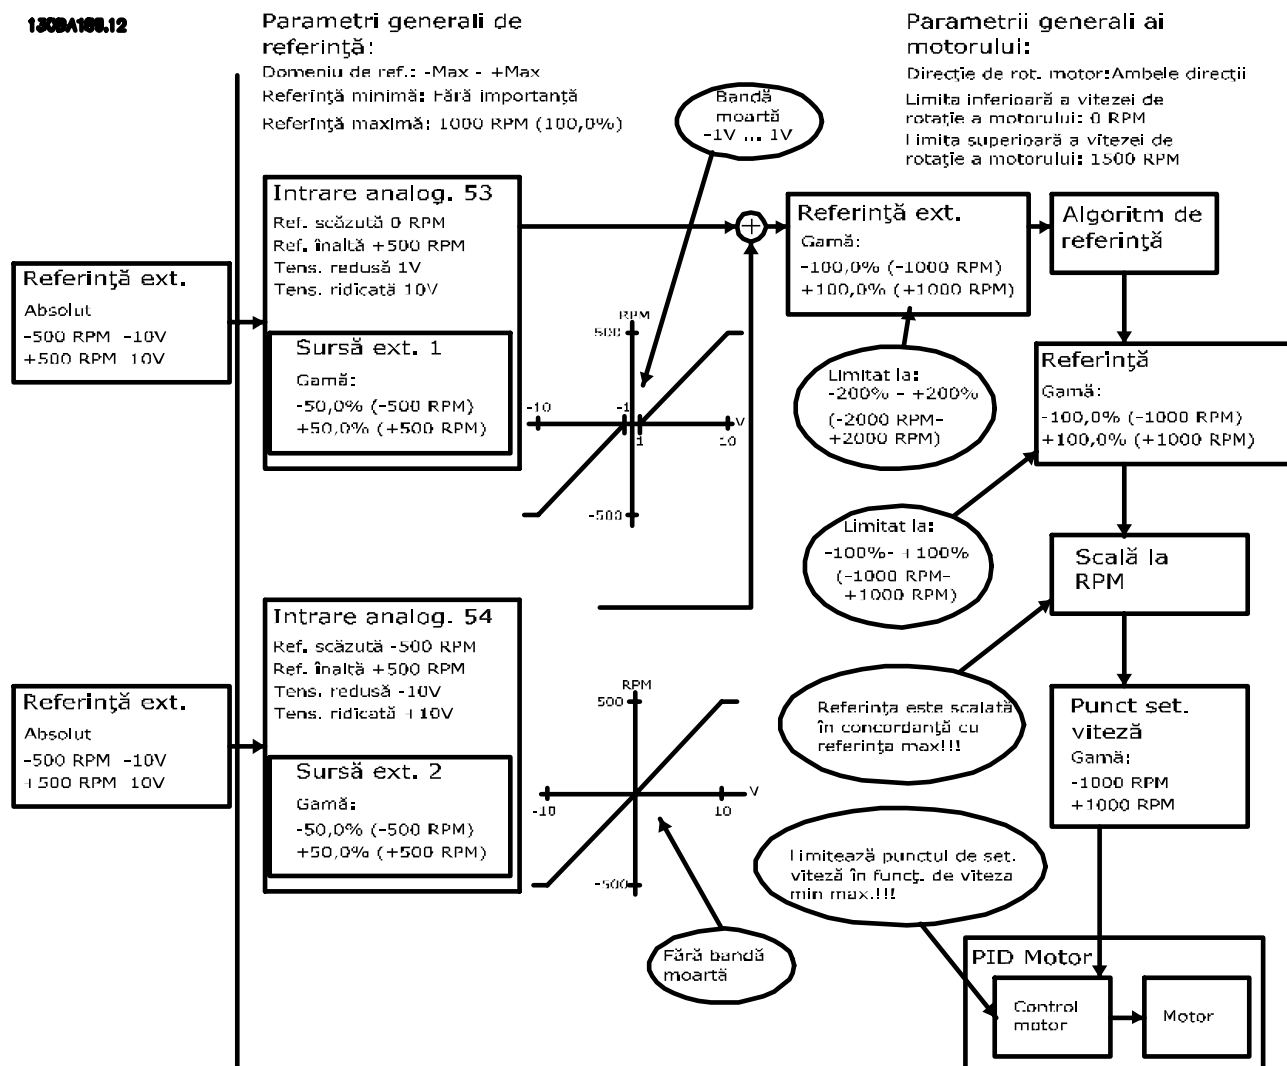 130BA188.12
Parametri generali de
referinţă:
Domeniu de ref.: -Max - +Max
Referinţă minimă: Fără importanţă
Referinţă maximă: 1000 RPM (100,0%)
Parametrii generali ai
motorului:
Direcţie de rot. motor:Ambele direcţii
Limita inferioară a vitezei de
rotaţie a motorului: 0 RPM
Limita superioară a vitezei de
rotaţie a motorului: 1500 RPM
Bandă
moartă
-1V ... 1V
Referinţă ext.
Absolut
-500 RPM -10V
+500 RPM 10V
Intrare analog. 53
Ref. scăzută 0 RPM
Ref. înaltă +500 RPM
Tens. redusă 1V
Tens. ridicată 10V
Sursă ext. 1
Gamă:
-50,0% (-500 RPM)
+50,0% (+500 RPM)
RPM
500
-10
-1
1
10
V
-500
Referinţă ext.
Gamă:
-100,0% (-1000 RPM)
+100,0% (+1000 RPM)
Algoritm de
referinţă
Limitat la:
-200% - +200%
(-2000 RPM-
+2000 RPM)
Referinţă
Gamă:
-100,0% (-1000 RPM)
+100,0% (+1000 RPM)
Limitat la:
-100%- +100%
(-1000 RPM-
+1000 RPM)
Scală la
RPM
Referinţă ext.
Absolut
-500 RPM -10V
+500 RPM 10V
Intrare analog. 54
Ref. scăzută -500 RPM
Ref. înaltă +500 RPM
Tens. redusă -10V
Tens. ridicată +10V
Sursă ext. 2
Gamă:
-50,0% (-500 RPM)
+50,0% (+500 RPM)
RPM
500
-10
10
V
-500
Fără bandă
moartă
Referinţa este scalată
în concordanţă cu
referinţa max!!!
Punct set.
viteză
Gamă:
-1000 RPM
+1000 RPM
Limitează punctul de set.
viteză în funcţ. de viteza
min max.!!!
PID Motor
Control
motor
Motor